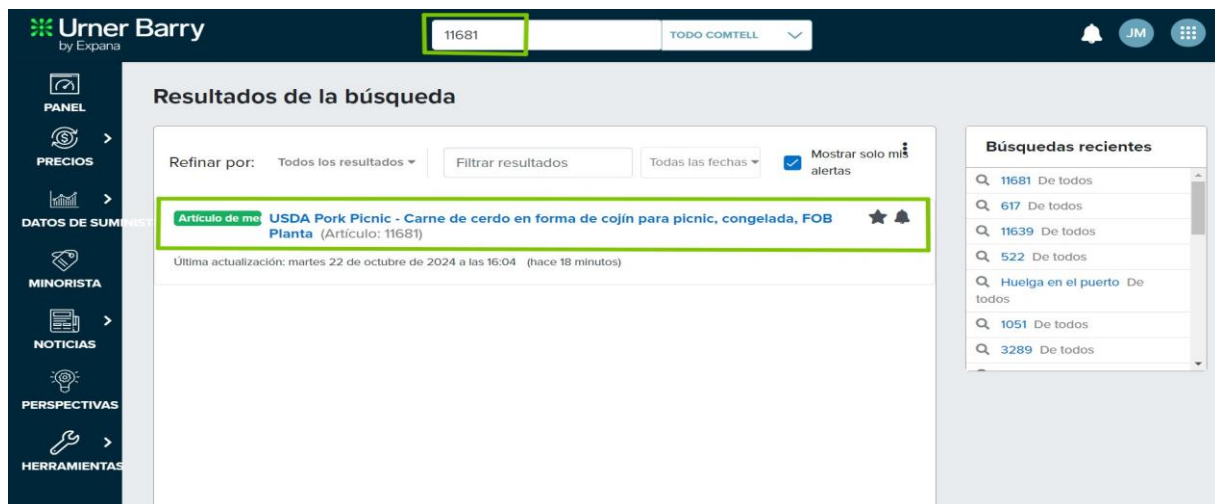 Urner Barry
by Expana
11681
TODO COMTELL
JM
PANEL
PRECIOS
DATOS DE SUMINIST
MINORISTA
NOTICIAS
PERSPECTIVAS
HERRAMIENTAS
Resultados de la búsqueda
Refinar por:
Todos los resultados
Filtrar resultados
Todas las fechas
Mostrar solo mis
alertas
Artículo de me
USDA Pork Picnic - Carne de cerdo en forma de cojín para picnic, congelada, FOB
Planta (Artículo: 11681)
Última actualización: martes 22 de octubre de 2024 a las 16:04 (hace 18 minutos)
Búsquedas recientes
11681 De todos
617 De todos
11639 De todos
522 De todos
Huelga en el puerto De
todos
1051 De todos
3289 De todos